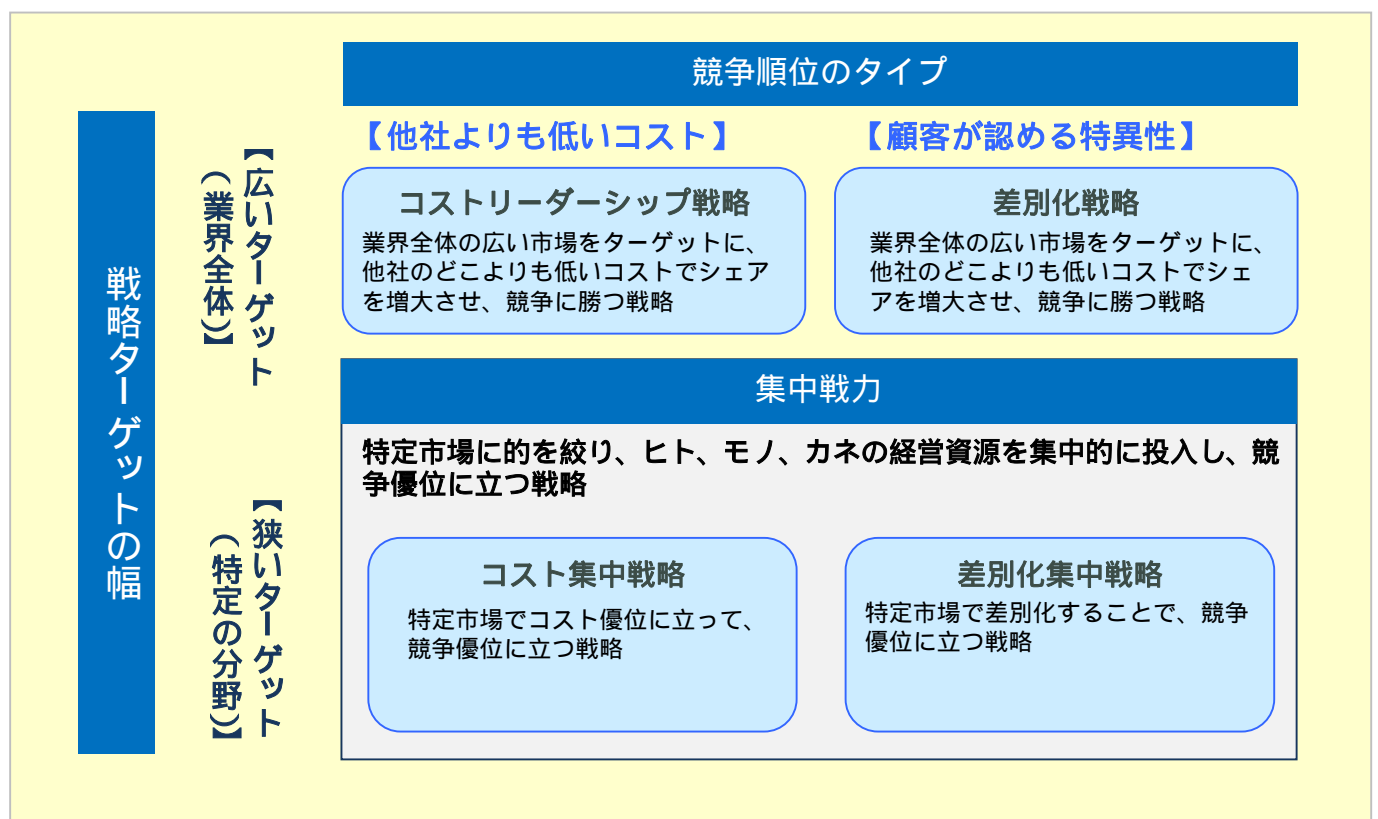 競争順位のタイプ
戦略ターゲットの幅
【広いターゲット
(業界全体)】
【他社よりも低いコスト】
【顧客が認める特異性】
コストリーダーシップ戦略
業界全体の広い市場をターゲットに、
他社のどこよりも低いコストでシェア
を増大させ、競争に勝つ戦略
差別化戦略
業界全体の広い市場をターゲットに、
他社のどこよりも低いコストでシェ
アを増大させ、競争に勝つ戦略
【狭いターゲット
(特定の分野)】
集中戦力
特定市場に的を絞り、ヒト、モノ、カネの経営資源を集中的に投入し、競
争優位に立つ戦略
コスト集中戦略
特定市場でコスト優位に立って、
競争優位に立つ戦略
差別化集中戦略
特定市場で差別化することで、競争
優位に立つ戦略